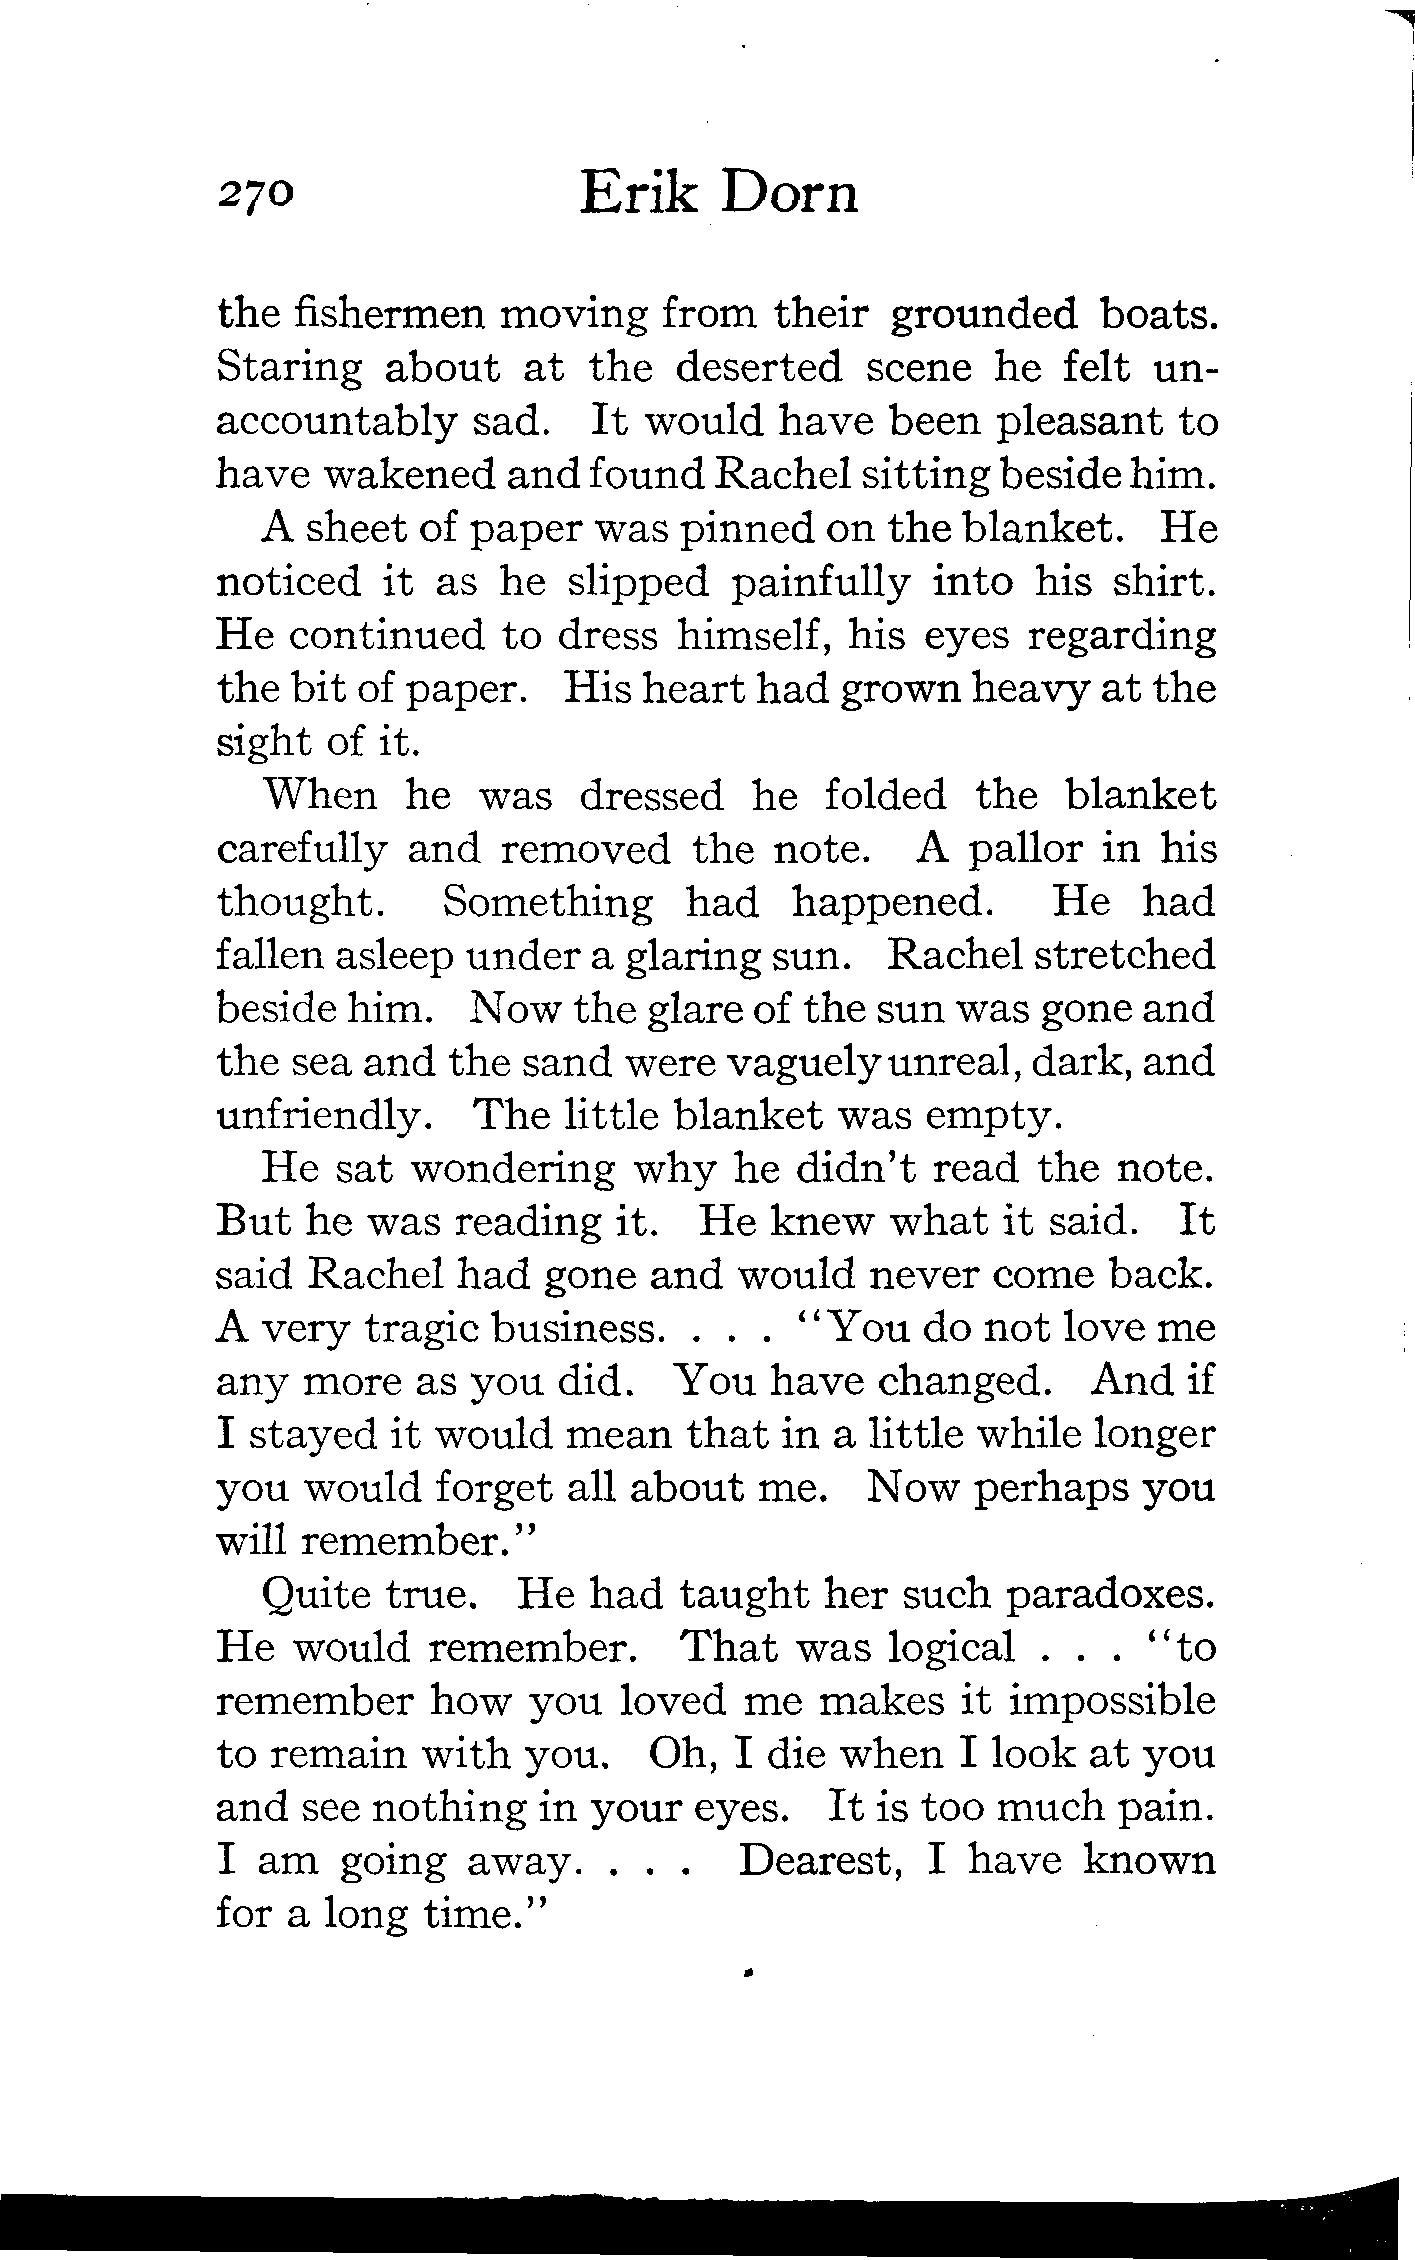 270 Erik Dorn
the fishermen moving from their grounded boats.
Staring about at the deserted scene he felt un-
accountably sad. It would have been pleasant to
have wakened and found Rachel sitting beside him.
A sheet of paper was pinned on the blanket. He
noticed it as he slipped painfully into his shirt.
He continued to dress himself, his eyes regarding
the bit of paper. His heart had grown heavy at the
sight of it.
When he was dressed he folded the blanket
carefully and removed the note. A pallor in his
thought. Something had happened. He had
fallen asleep under a glaring sun. Rachel stretched
beside him. Now the glare of the sun was gone and
the sea and the sand were vaguely unreal, dark, and
unfriendly. The little blanket was empty.
He sat wondering why he didn't read the note.
But he was reading it. He knew what it said. It
said Rachel had gone and would never come back.
A very tragic business. . . . "You do not love me
any more as you did. You have changed. And if
I stayed it would mean that in a little while longer
you would forget all about me. Now perhaps you
will remember."
Quite true. He had taught her such paradoxes.
He would remember. That was logical . . . "to
remember how you loved me makes it impossible
to remain with you. Oh, I die when I look at you
and see nothing in your eyes. It is too much pain.
I am going away. . . . Dearest, I have known
for a long time."